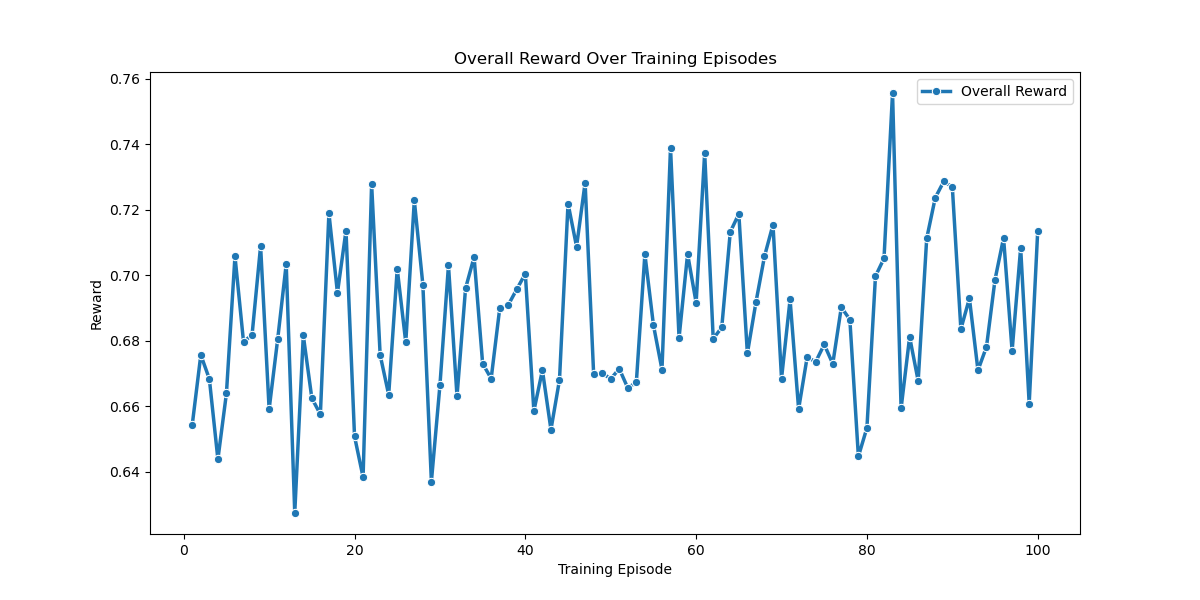 Overall Reward Over Training Episodes
Overall Reward
Reward
0.76
0.74
0.72
0.70
0.68
0.66
0.64
0 20 40 60 80 100
Training Episode